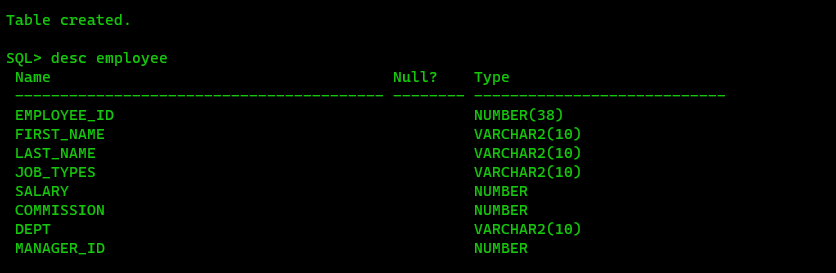 Table created.
SQL> desc employee
Name Null? Type
----------------------------------------- -------- ----------------------------
EMPLOYEE_ID NUMBER(38)
FIRST_NAME VARCHAR2(10)
LAST_NAME VARCHAR2(10)
JOB_TYPES VARCHAR2(10)
SALARY NUMBER
COMMISSION NUMBER
DEPT VARCHAR2(10)
MANAGER_ID NUMBER